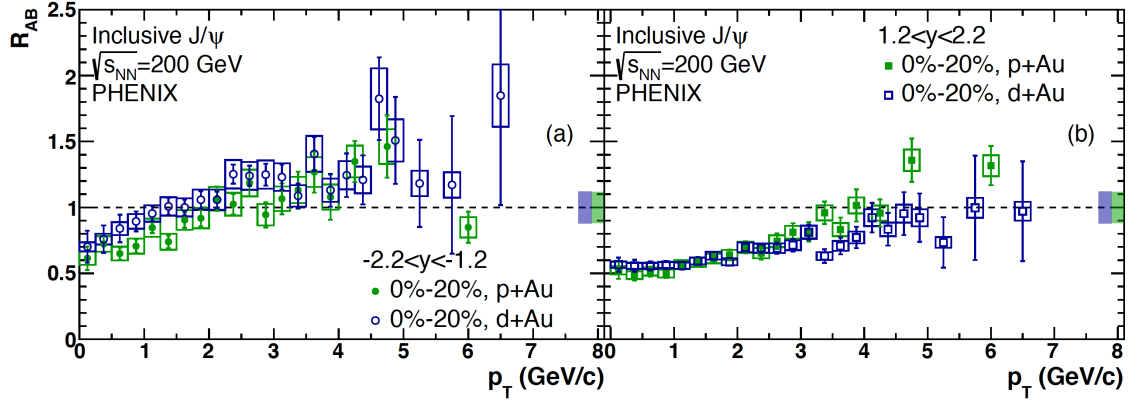 R_AB
2.5
2
1.5
1
0.5
0
Inclusive J/ψ
√s_NN=200 GeV
PHENIX
(a)
-2.2<y<-1.2
0%-20%, p+Au
0%-20%, d+Au
0 1 2 3 4 5 6 7 8
p_T (GeV/c)
Inclusive J/ψ
√s_NN=200 GeV
PHENIX
1.2<y<2.2
0%-20%, p+Au
0%-20%, d+Au
(b)
0 1 2 3 4 5 6 7 8
p_T (GeV/c)